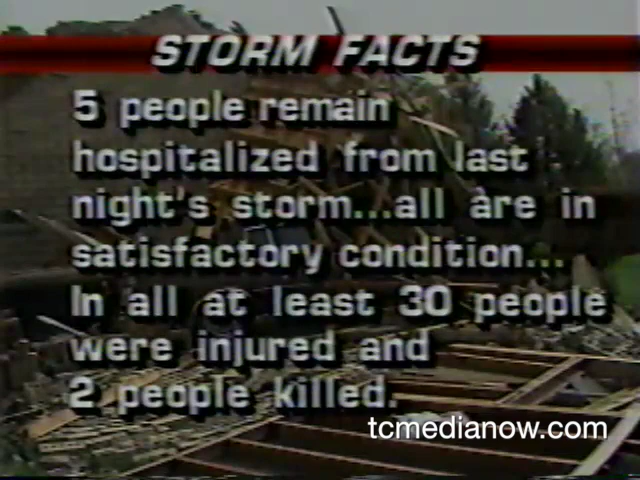 STORM FACTS
5 people remain
hospitalized from last
night's storm...all are in
satisfactory condition...
In all at least 30 people
were injured and
2 people killed.
tcmedianow.com